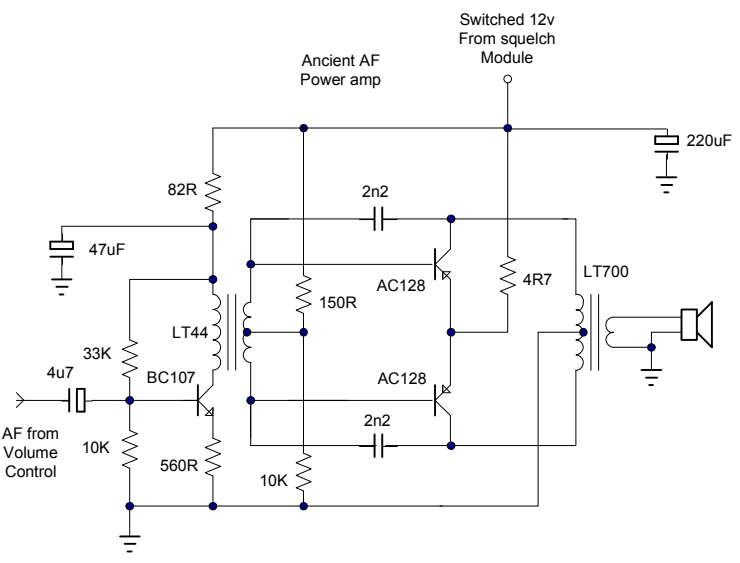 Switched 12v
From squelch
Module
Ancient AF
Power amp
220uF
82R
2n2
47uF
LT700
4R7
AC128
150R
LT44
33K
AC128
4u7
BC107
2n2
AF from
Volume
Control
10K
560R
10K